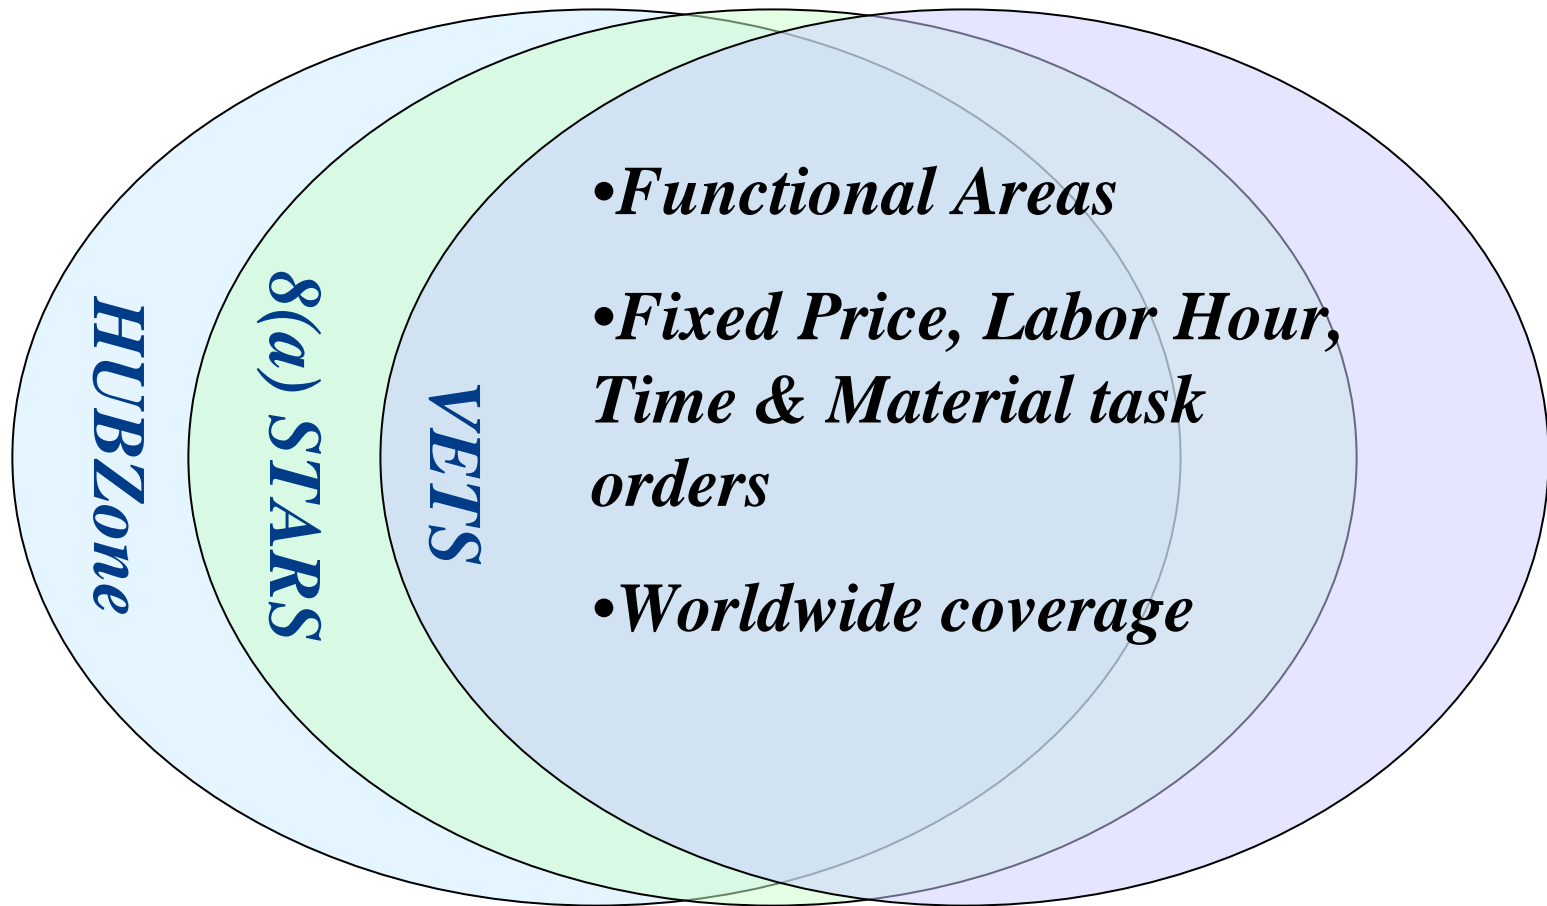 HUBZone
8(a) STARS
VETS
•Functional Areas
•Fixed Price, Labor Hour,
Time & Material task
orders
•Worldwide coverage